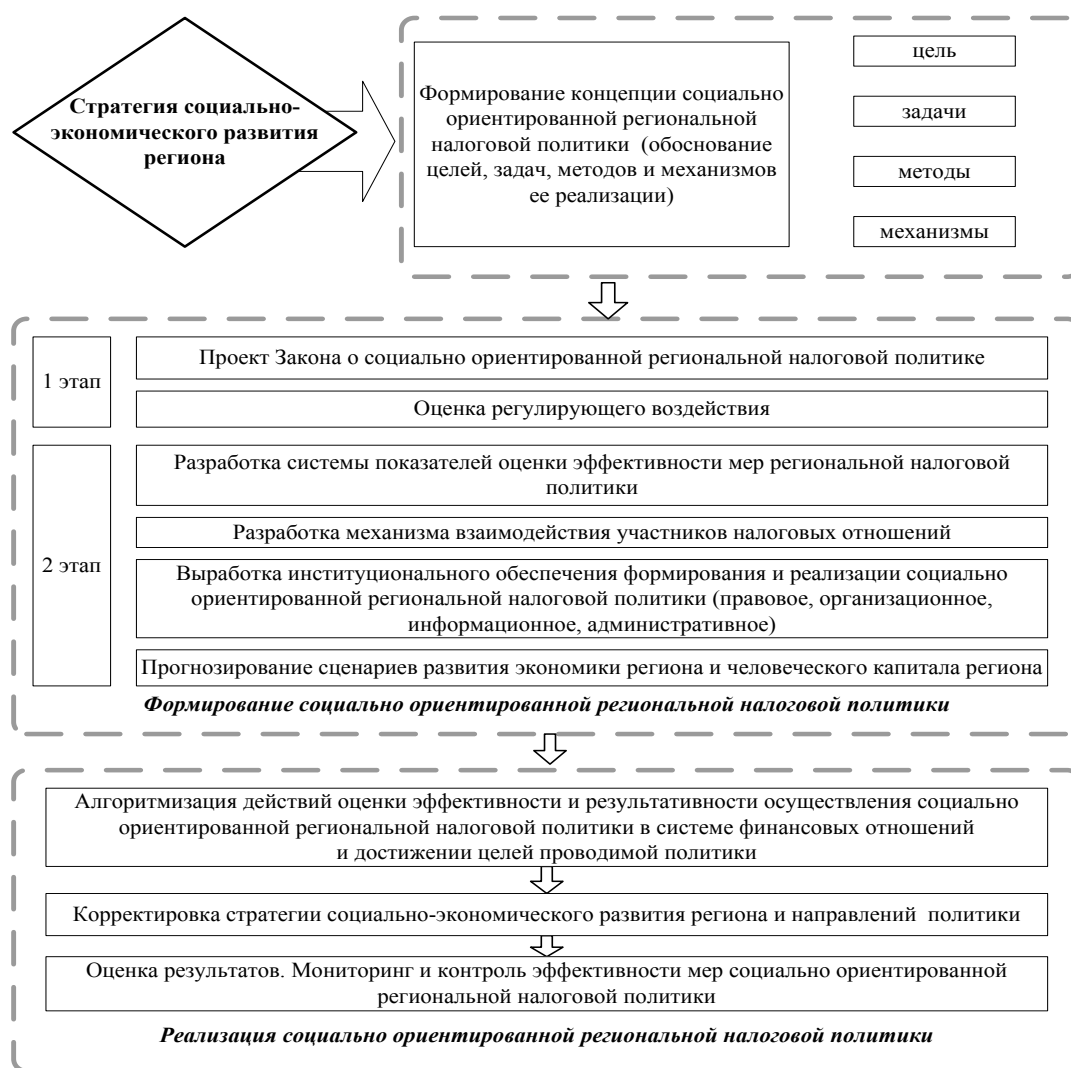 Стратегия социально-
экономического развития
региона
Формирование концепции социально
ориентированной региональной
налоговой политики (обоснование
целей, задач, методов и механизмов
ее реализации)
цель
задачи
методы
механизмы
1 этап
Проект Закона о социально ориентированной региональной налоговой политике
Оценка регулирующего воздействия
2 этап
Разработка системы показателей оценки эффективности мер региональной налоговой
политики
Разработка механизма взаимодействия участников налоговых отношений
Выработка институционального обеспечения формирования и реализации социально
ориентированной региональной налоговой политики (правовое, организационное,
информационное, административное)
Прогнозирование сценариев развития экономики региона и человеческого капитала региона
Формирование социально ориентированной региональной налоговой политики
Алгоритмизация действий оценки эффективности и результативности осуществления социально
ориентированной региональной налоговой политики в системе финансовых отношений
и достижении целей проводимой политики
Корректировка стратегии социально-экономического развития региона и направлений политики
Оценка результатов. Мониторинг и контроль эффективности мер социально ориентированной
региональной налоговой политики
Реализация социально ориентированной региональной налоговой политики